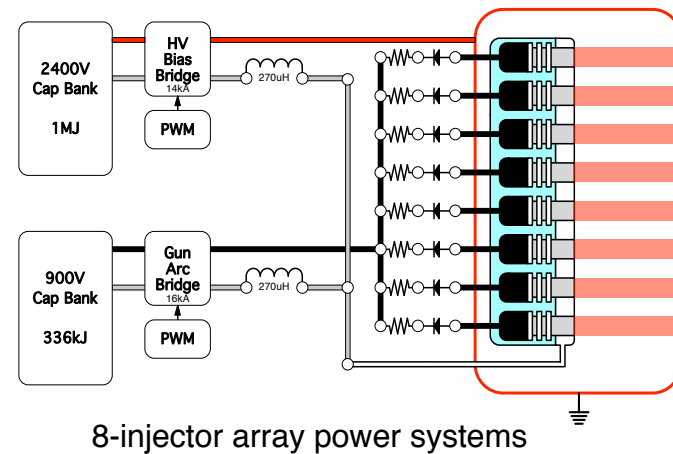 2400V
Cap Bank
1MJ
HV
Bias
Bridge
14kA
PWM
270uH
900V
Cap Bank
336kJ
Gun
Arc
Bridge
16kA
PWM
270uH
8-injector array power systems